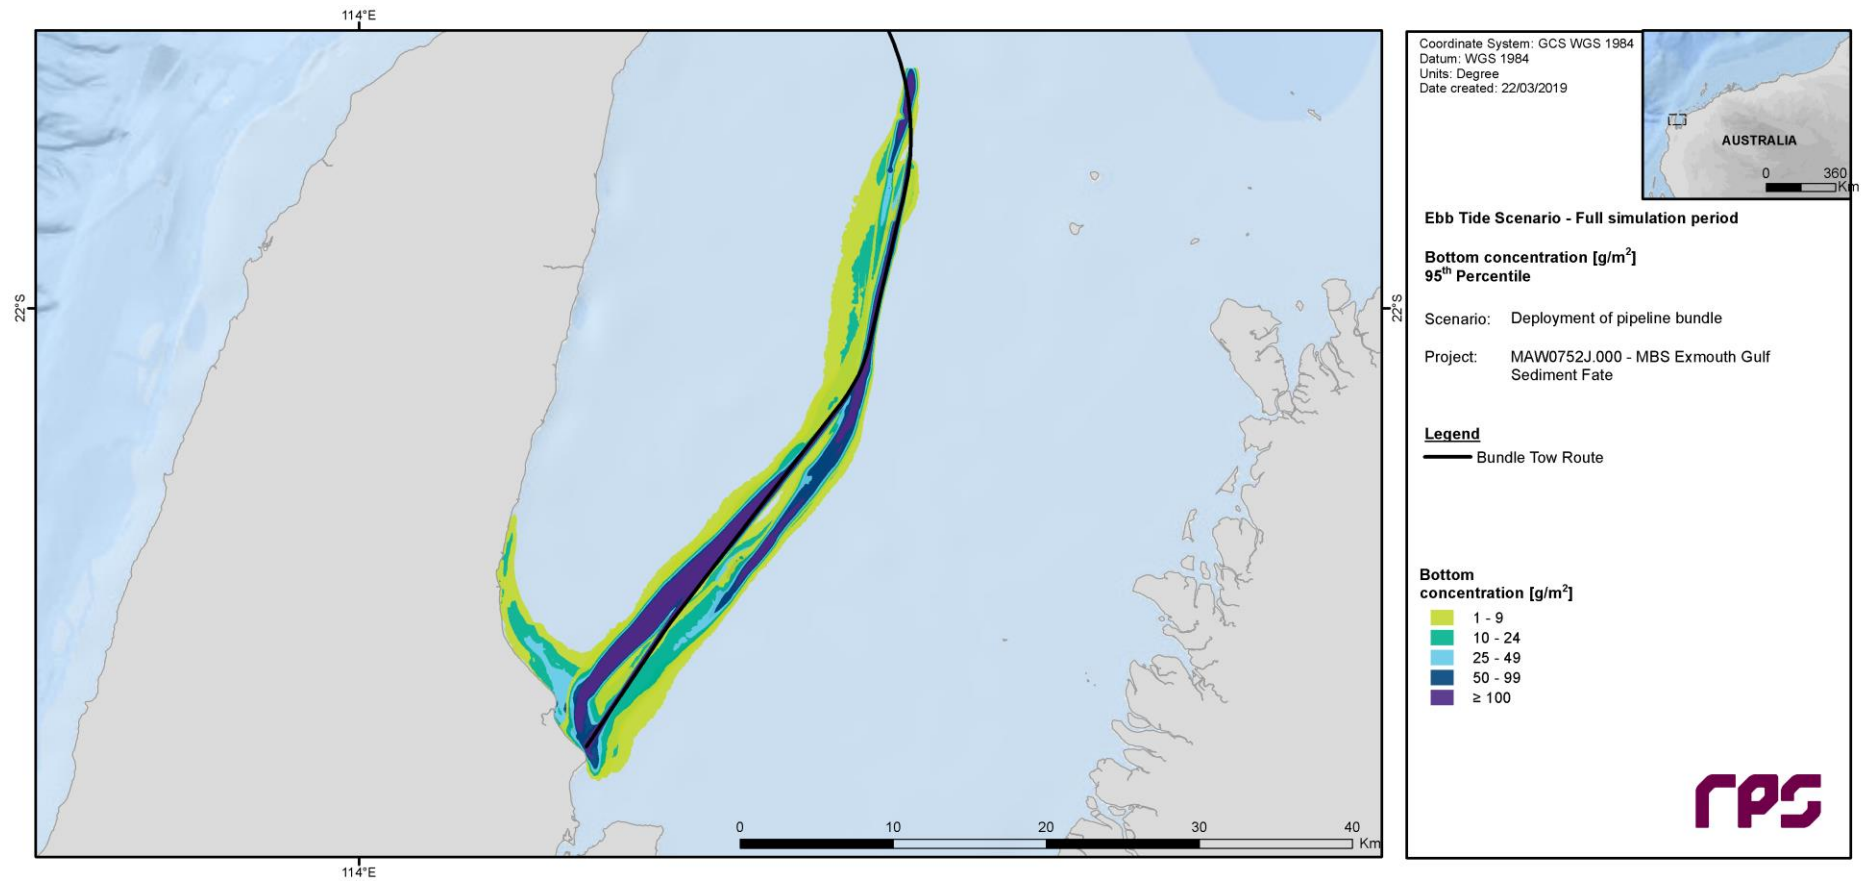 114°E
22°S
22°S
0 10 20 30 40
Km
114°E
Coordinate System: GCS WGS 1984
Datum: WGS 1984
Units: Degree
Date created: 22/03/2019
AUSTRALIA
0 360
Km
Ebb Tide Scenario - Full simulation period
Bottom concentration [g/m²]
95th Percentile
Scenario: Deployment of pipeline bundle
Project: MAW0752J.000 - MBS Exmouth Gulf
Sediment Fate
Legend
Bundle Tow Route
Bottom
concentration [g/m²]
1 - 9
10 - 24
25 - 49
50 - 99
≥ 100
rps